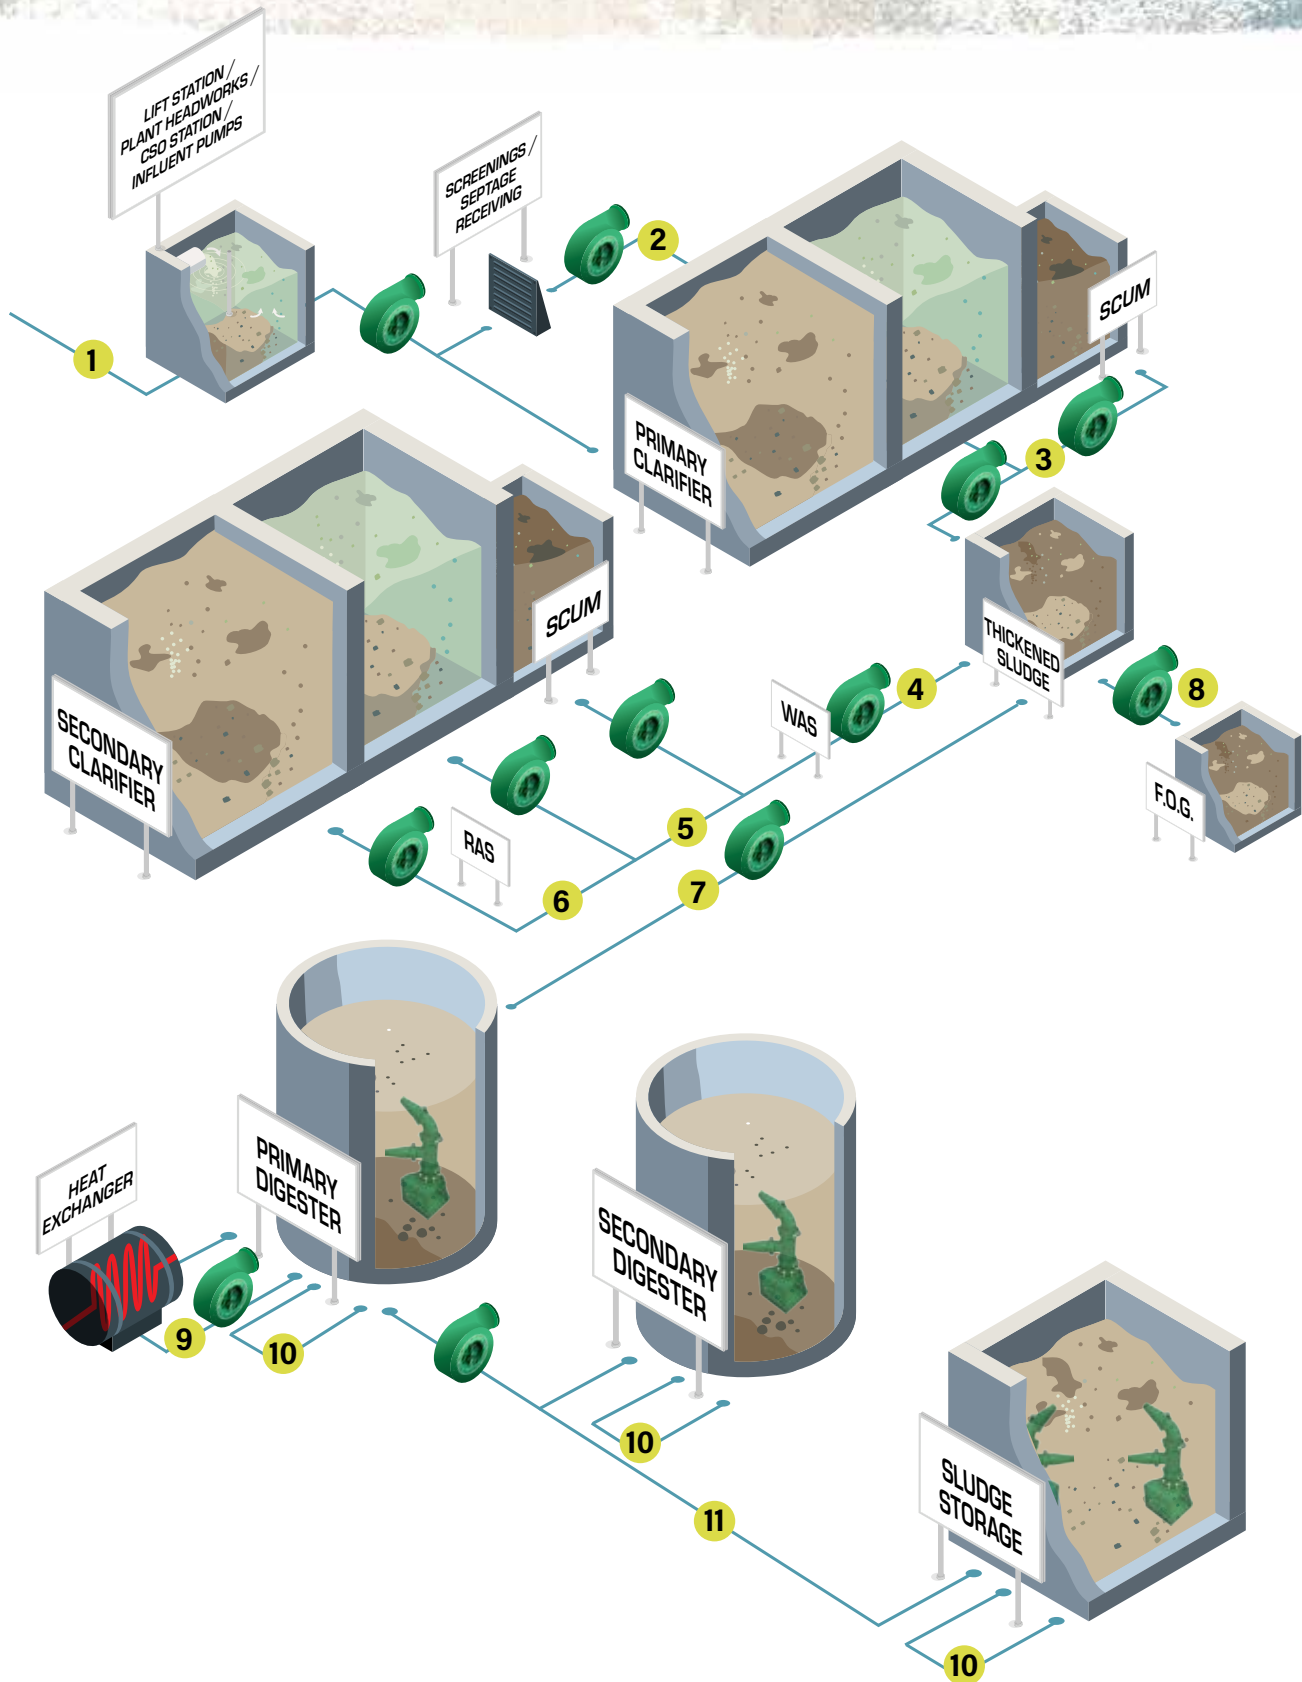 LIFT STATION /
PLANT HEADWORKS /
CSO STATION /
INFLUENT PUMPS
SCREENINGS /
SEPTAGE
RECEIVING
2
SCUM
1
PRIMARY
CLARIFIER
3
SCUM
THICKENED
SLUDGE
4
8
WAS
SECONDARY
CLARIFIER
F.O.G.
5
RAS
6
7
HEAT
EXCHANGER
PRIMARY
DIGESTER
SECONDARY
DIGESTER
9
10
10
SLUDGE
STORAGE
11
10